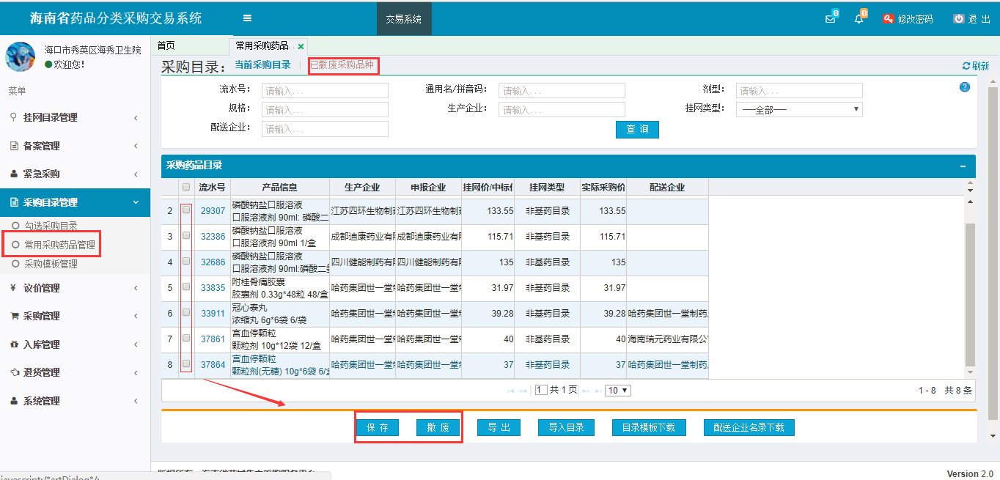 海南省药品分类采购交易系统
交易系统
0
0
修改密码
退 出
海口市秀英区海秀卫生院
欢迎您!
菜单
挂网目录管理
备案管理
紧急采购
采购目录管理
勾选采购目录
常用采购药品管理
采购模板管理
议价管理
采购管理
入库管理
退货管理
系统管理
首页
常用采购药品.
采购目录：
当前采购目录
已撤废采购品种
刷新
流水号： 请输入...
通用名/拼音码： 请输入...
剂型： 请输入...
规格： 请输入...
生产企业： 请输入...
挂网类型： ──全部──
配送企业： 请输入...
查 询
采购药品目录
流水号 产品信息 生产企业 申报企业 挂网价/中标价 挂网类型 实际采购价 配送企业
2 29307 磷酸钠盐口服溶液
口服溶液剂 90ml: 磷酸二 江苏四环生物制 江苏四环生物制 133.55 非基药目录 133.55
3 32386 磷酸钠盐口服溶液
口服溶液剂 90ml 1/盒 成都迪康药业有 成都迪康药业有 115.71 非基药目录 115.71
4 32686 磷酸钠盐口服溶液
口服溶液剂 90ml:磷酸二 四川健能制药有 四川健能制药有 135 非基药目录 135
5 33835 附桂骨痛胶囊
胶囊剂 0.33g*48粒 48/盒 哈药集团世一堂 哈药集团世一堂 31.97 非基药目录 31.97
6 33911 冠心泰丸
浓缩丸 6g*6袋 6/袋 哈药集团世一堂 哈药集团世一堂 39.28 非基药目录 39.28 哈药集团世一堂制药
7 37861 宫血停颗粒
颗粒剂 10g*12袋 12/盒 哈药集团世一堂 哈药集团世一堂 40 非基药目录 40 海南瑞元药业有限公
8 37864 宫血停颗粒
颗粒剂(无糖) 10g*6袋 6/ 哈药集团世一堂 哈药集团世一堂 37 非基药目录 37 哈药集团世一堂制药
1 共 1 页 10
1 - 8 共 8 条
保 存
撤 废
导 出
导入目录
目录模板下载
配送企业名录下载
Version 2.0